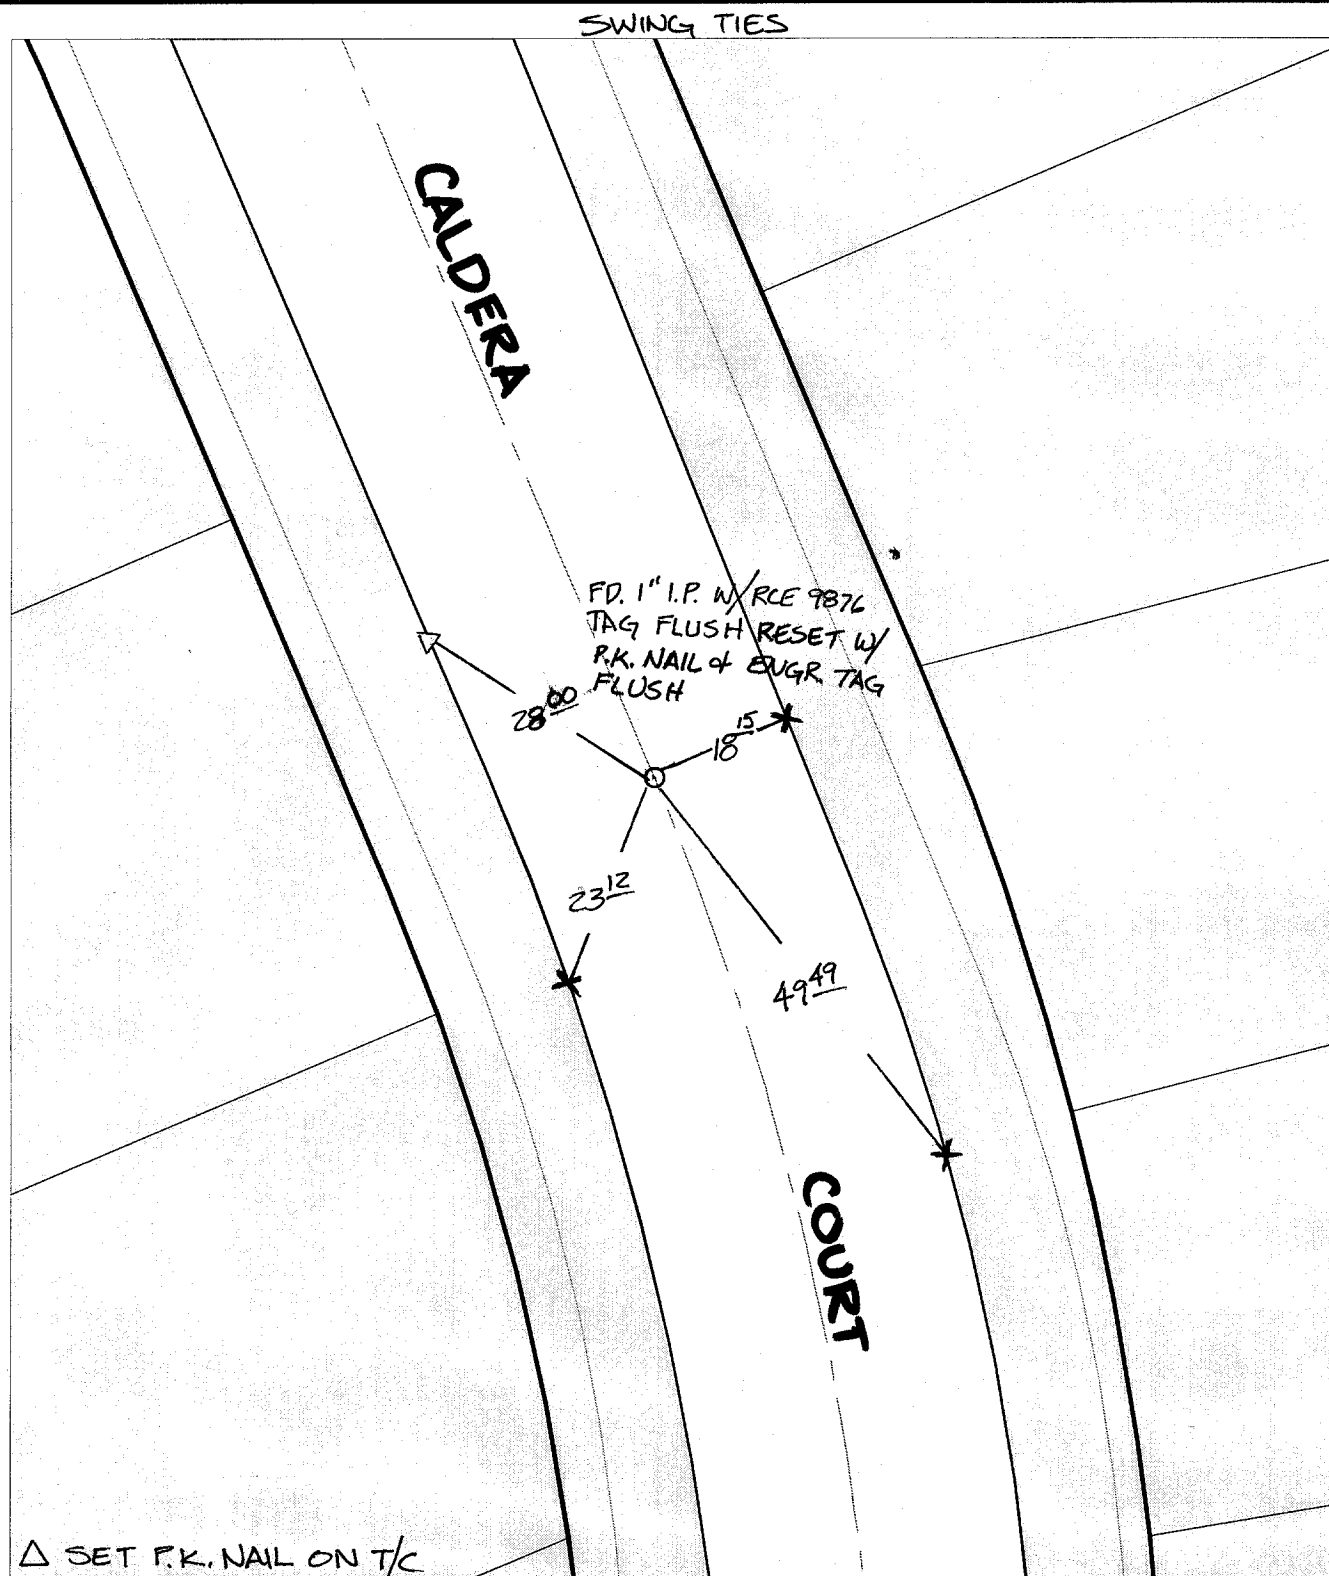 SWING TIES
CALDERA
FD. 1" I.P. W/ RCE 9876
TAG FLUSH RESET W/
P.K. NAIL & ENGR. TAG
FLUSH
28 00
18 15
23 12
49 49
COURT
△ SET P.K. NAIL ON T/C